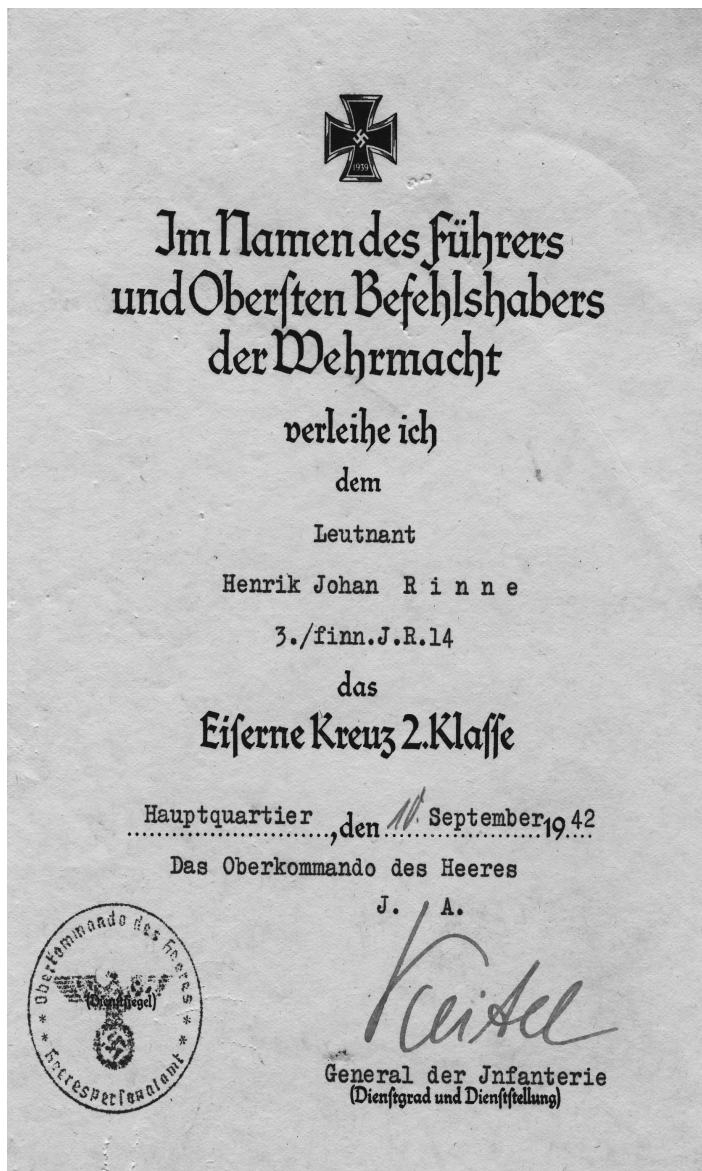 1939
Im Namen des Führers
und Oberſten Befehlshabers
der Wehrmacht
verleihe ich
dem
Leutnant
Henrik Johan R i n n e
3./finn.J.R.14
das
Eiſerne Kreuz 2.Klaſſe
Hauptquartier, den 10. September 1942
Das Oberkommando des Heeres
J. A.
Keitel
General der Jnfanterie
(Dienſtgrad und Dienſtſtellung)
Oberkommando des Heeres
(Dienſtſiegel)
* Heeresperſonalamt *